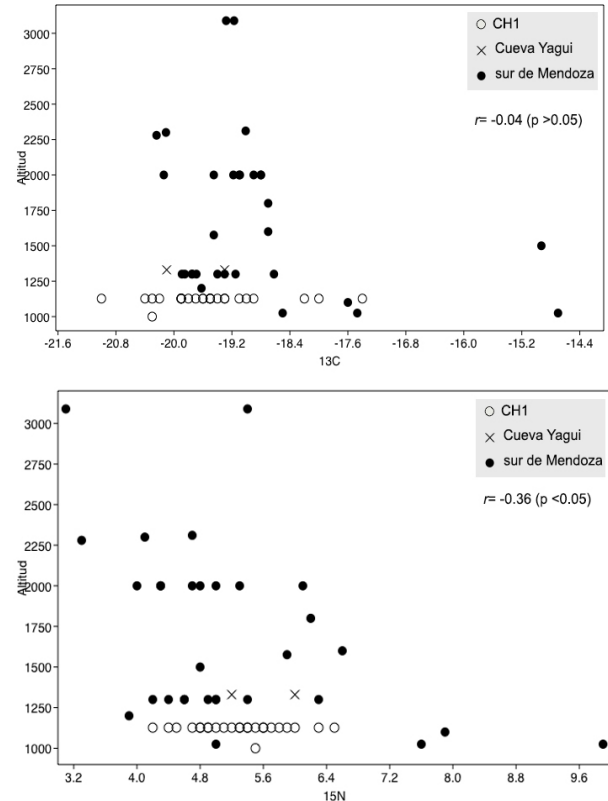 3000
2750
2500
2250
2000
1750
1500
1250
1000
Altitud
CH1
Cueva Yagui
sur de Mendoza
r= -0.04 (p >0.05)
-21.6 -20.8 -20.0 -19.2 -18.4 -17.6 -16.8 -16.0 -15.2 -14.4
13C
3000
2750
2500
2250
2000
1750
1500
1250
1000
Altitud
CH1
Cueva Yagui
sur de Mendoza
r= -0.36 (p <0.05)
3.2 4.0 4.8 5.6 6.4 7.2 8.0 8.8 9.6
15N